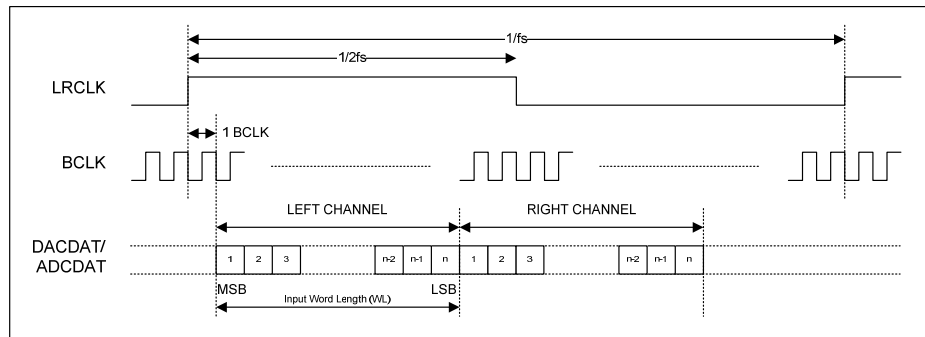 1/fs
1/2fs
LRCLK
1 BCLK
BCLK
LEFT CHANNEL RIGHT CHANNEL
DACDAT/
ADCDAT
1 2 3 n-2 n-1 n 1 2 3 n-2 n-1 n
MSB LSB
Input Word Length (WL)